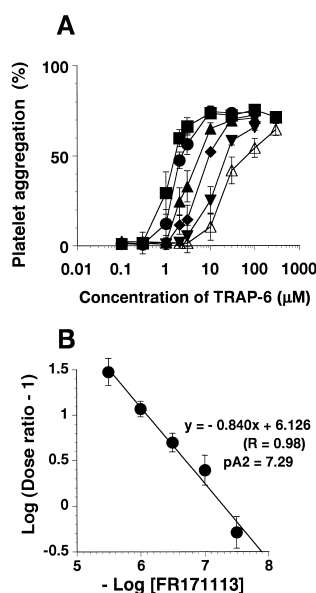 A
Platelet aggregation (%)
100
50
0
0.01 0.1 1 10 100 1000
Concentration of TRAP-6 (μM)
B
Log (Dose ratio - 1)
1.5
1
0.5
0
-0.5
y = - 0.840x + 6.126
(R = 0.98)
pA2 = 7.29
5 6 7 8
- Log [FR171113]